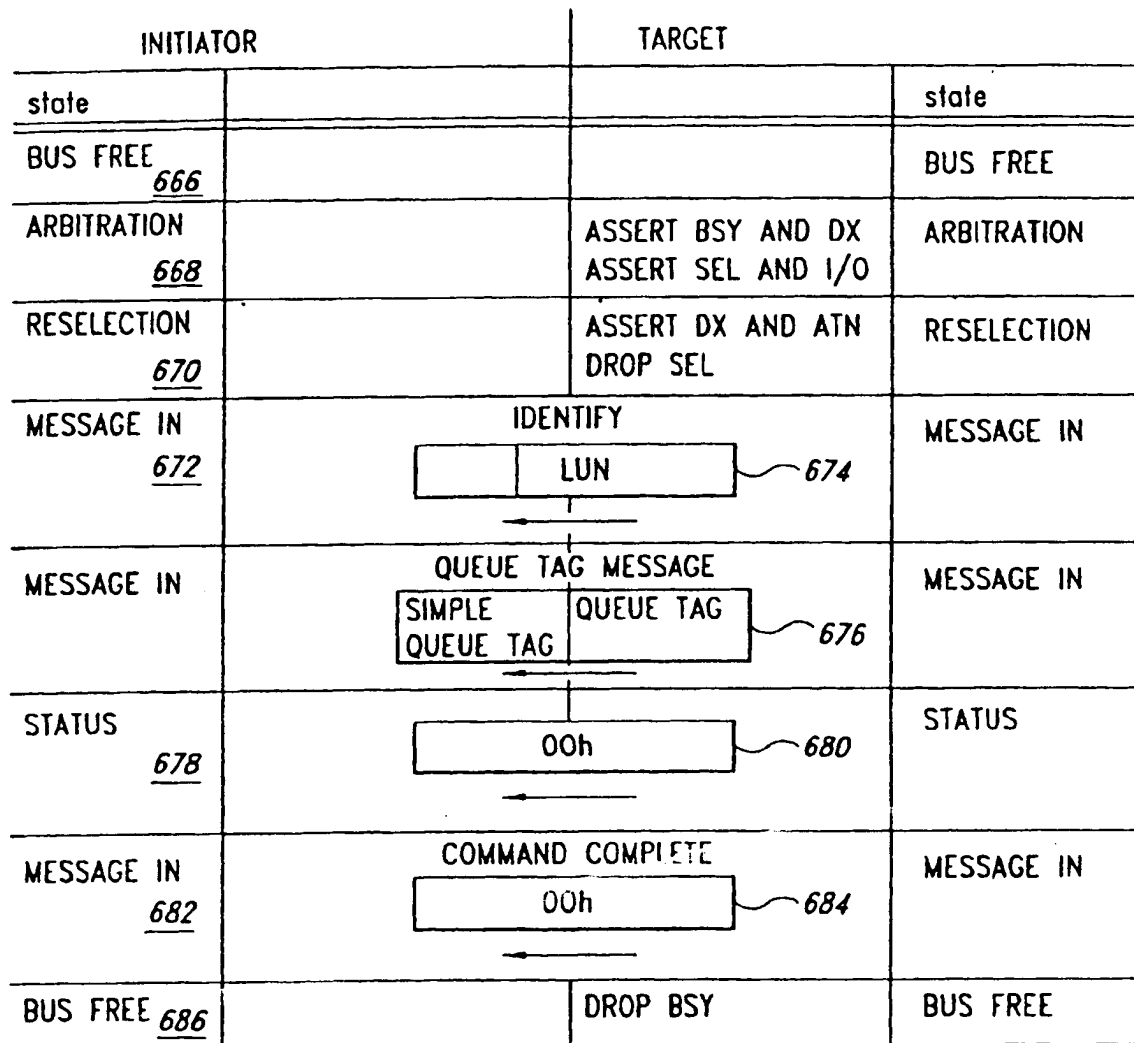 INITIATOR TARGET
state state
BUS FREE 666 BUS FREE
ARBITRATION ASSERT BSY AND DX ARBITRATION
668 ASSERT SEL AND I/O
RESELECTION ASSERT DX AND ATN RESELECTION
670 DROP SEL
MESSAGE IN IDENTIFY MESSAGE IN
672 LUN 674
MESSAGE IN QUEUE TAG MESSAGE MESSAGE IN
SIMPLE QUEUE TAG
QUEUE TAG 676
STATUS STATUS
678 00h 680
MESSAGE IN COMMAND COMPLETE MESSAGE IN
682 00h 684
BUS FREE 686 DROP BSY BUS FREE